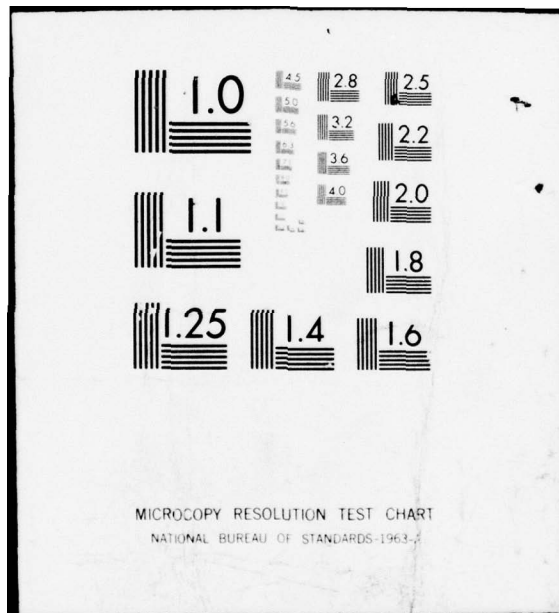 1.0
4.5 2.8 2.5
5.0
5.6 3.2 2.2
3.6
1.1 4.0 2.0
1.8
1.25 1.4 1.6
MICROCOPY RESOLUTION TEST CHART
NATIONAL BUREAU OF STANDARDS-1963-